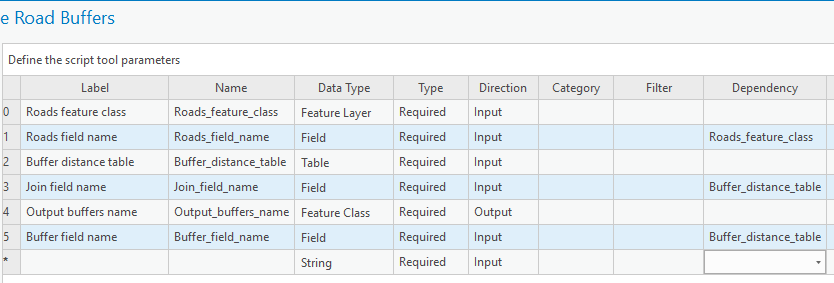 e Road Buffers
Define the script tool parameters
Label Name Data Type Type Direction Category Filter Dependency
0 Roads feature class Roads_feature_class Feature Layer Required Input
1 Roads field name Roads_field_name Field Required Input Roads_feature_class
2 Buffer distance table Buffer_distance_table Table Required Input
3 Join field name Join_field_name Field Required Input Buffer_distance_table
4 Output buffers name Output_buffers_name Feature Class Required Output
5 Buffer field name Buffer_field_name Field Required Input Buffer_distance_table
* String Required Input